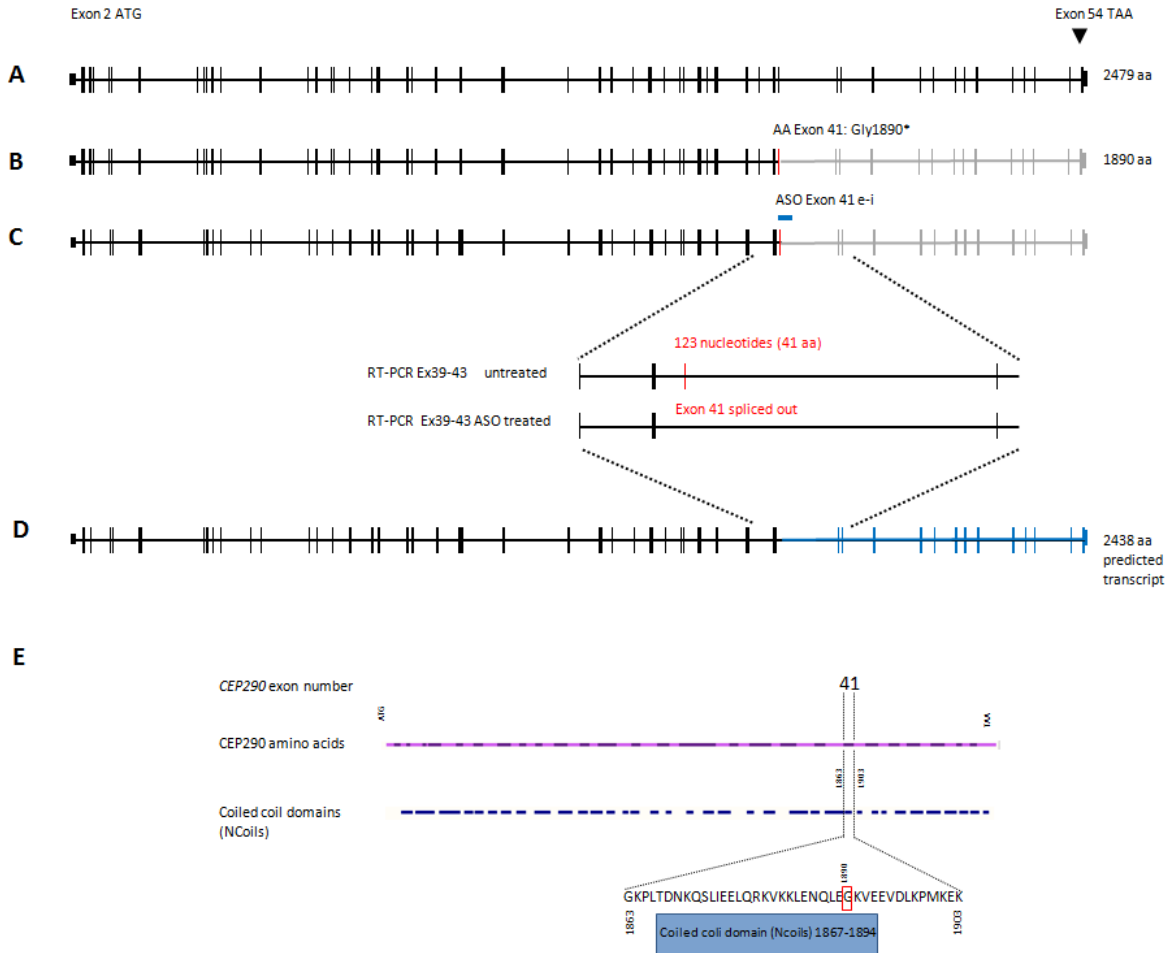 Exon 2 ATG
Exon 54 TAA
A
2479 aa
AA Exon 41: Gly1890*
B
1890 aa
ASO Exon 41 e-i
C
123 nucleotides (41 aa)
RT-PCR Ex39-43 untreated
Exon 41 spliced out
RT-PCR Ex39-43 ASO treated
D
2438 aa
predicted
transcript
E
CEP290 exon number
41
ATG
TAA
CEP290 amino acids
1863
1903
Coiled coil domains
(NCoils)
1890
GKPLTDNKQSLIEELQRKVKKLENQLEGKVEEVDLKPMKEK
1863
1903
Coiled coli domain (Ncoils) 1867-1894